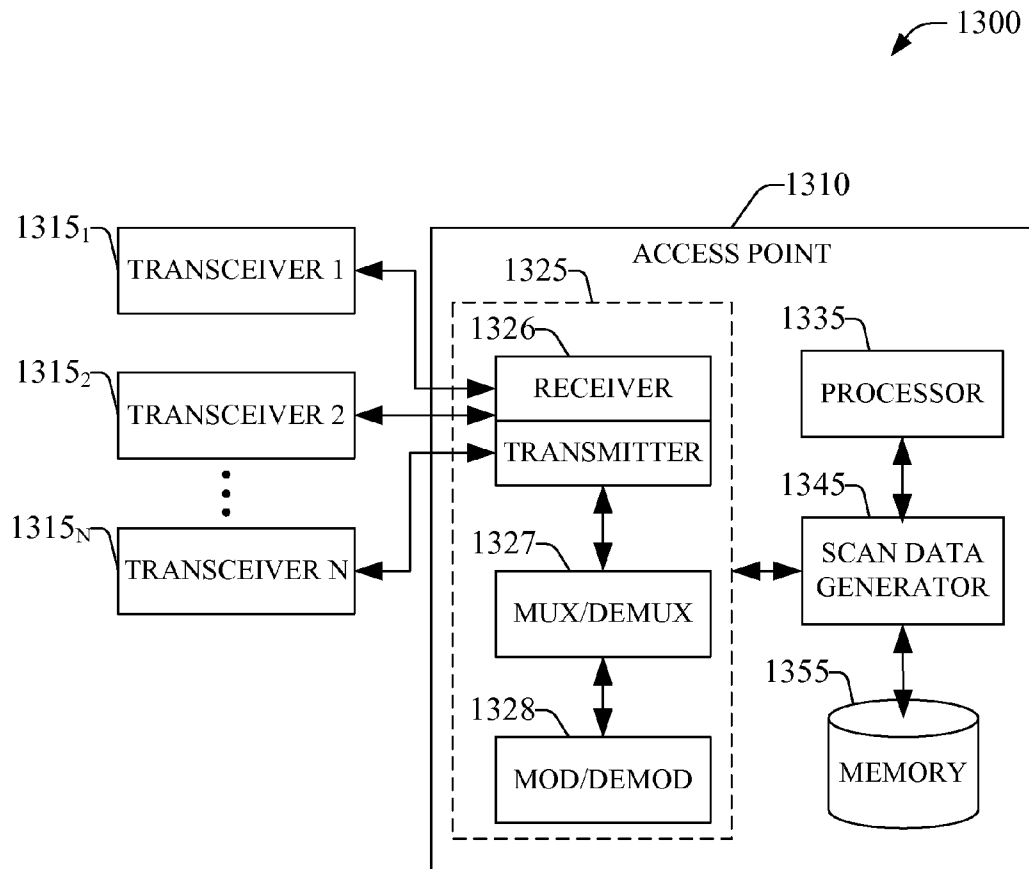 1300
1310
1315₁
TRANSCEIVER 1
ACCESS POINT
1325
1326
RECEIVER
1335
PROCESSOR
1315₂
TRANSCEIVER 2
TRANSMITTER
1345
SCAN DATA
GENERATOR
1315N
TRANSCEIVER N
1327
MUX/DEMUX
1355
MEMORY
1328
MOD/DEMOD